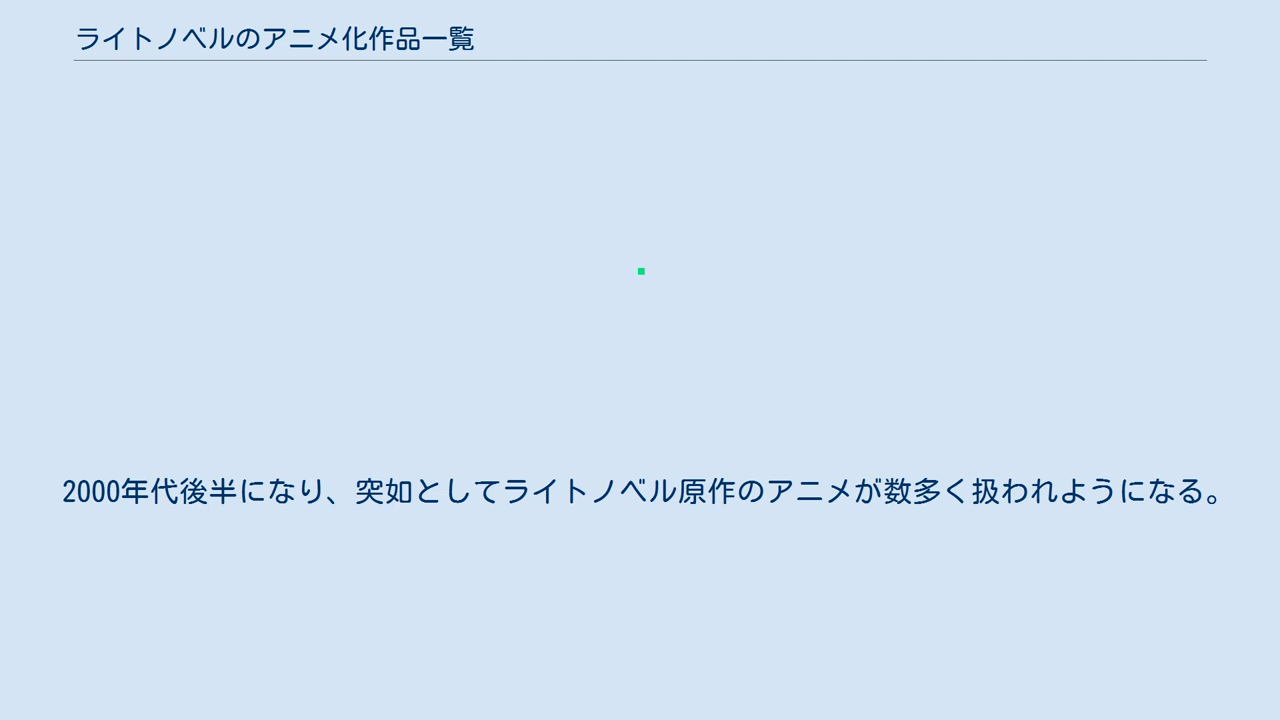 ライトノベルのアニメ化作品一覧
2000年代後半になり、突如としてライトノベル原作のアニメが数多く扱われようになる。